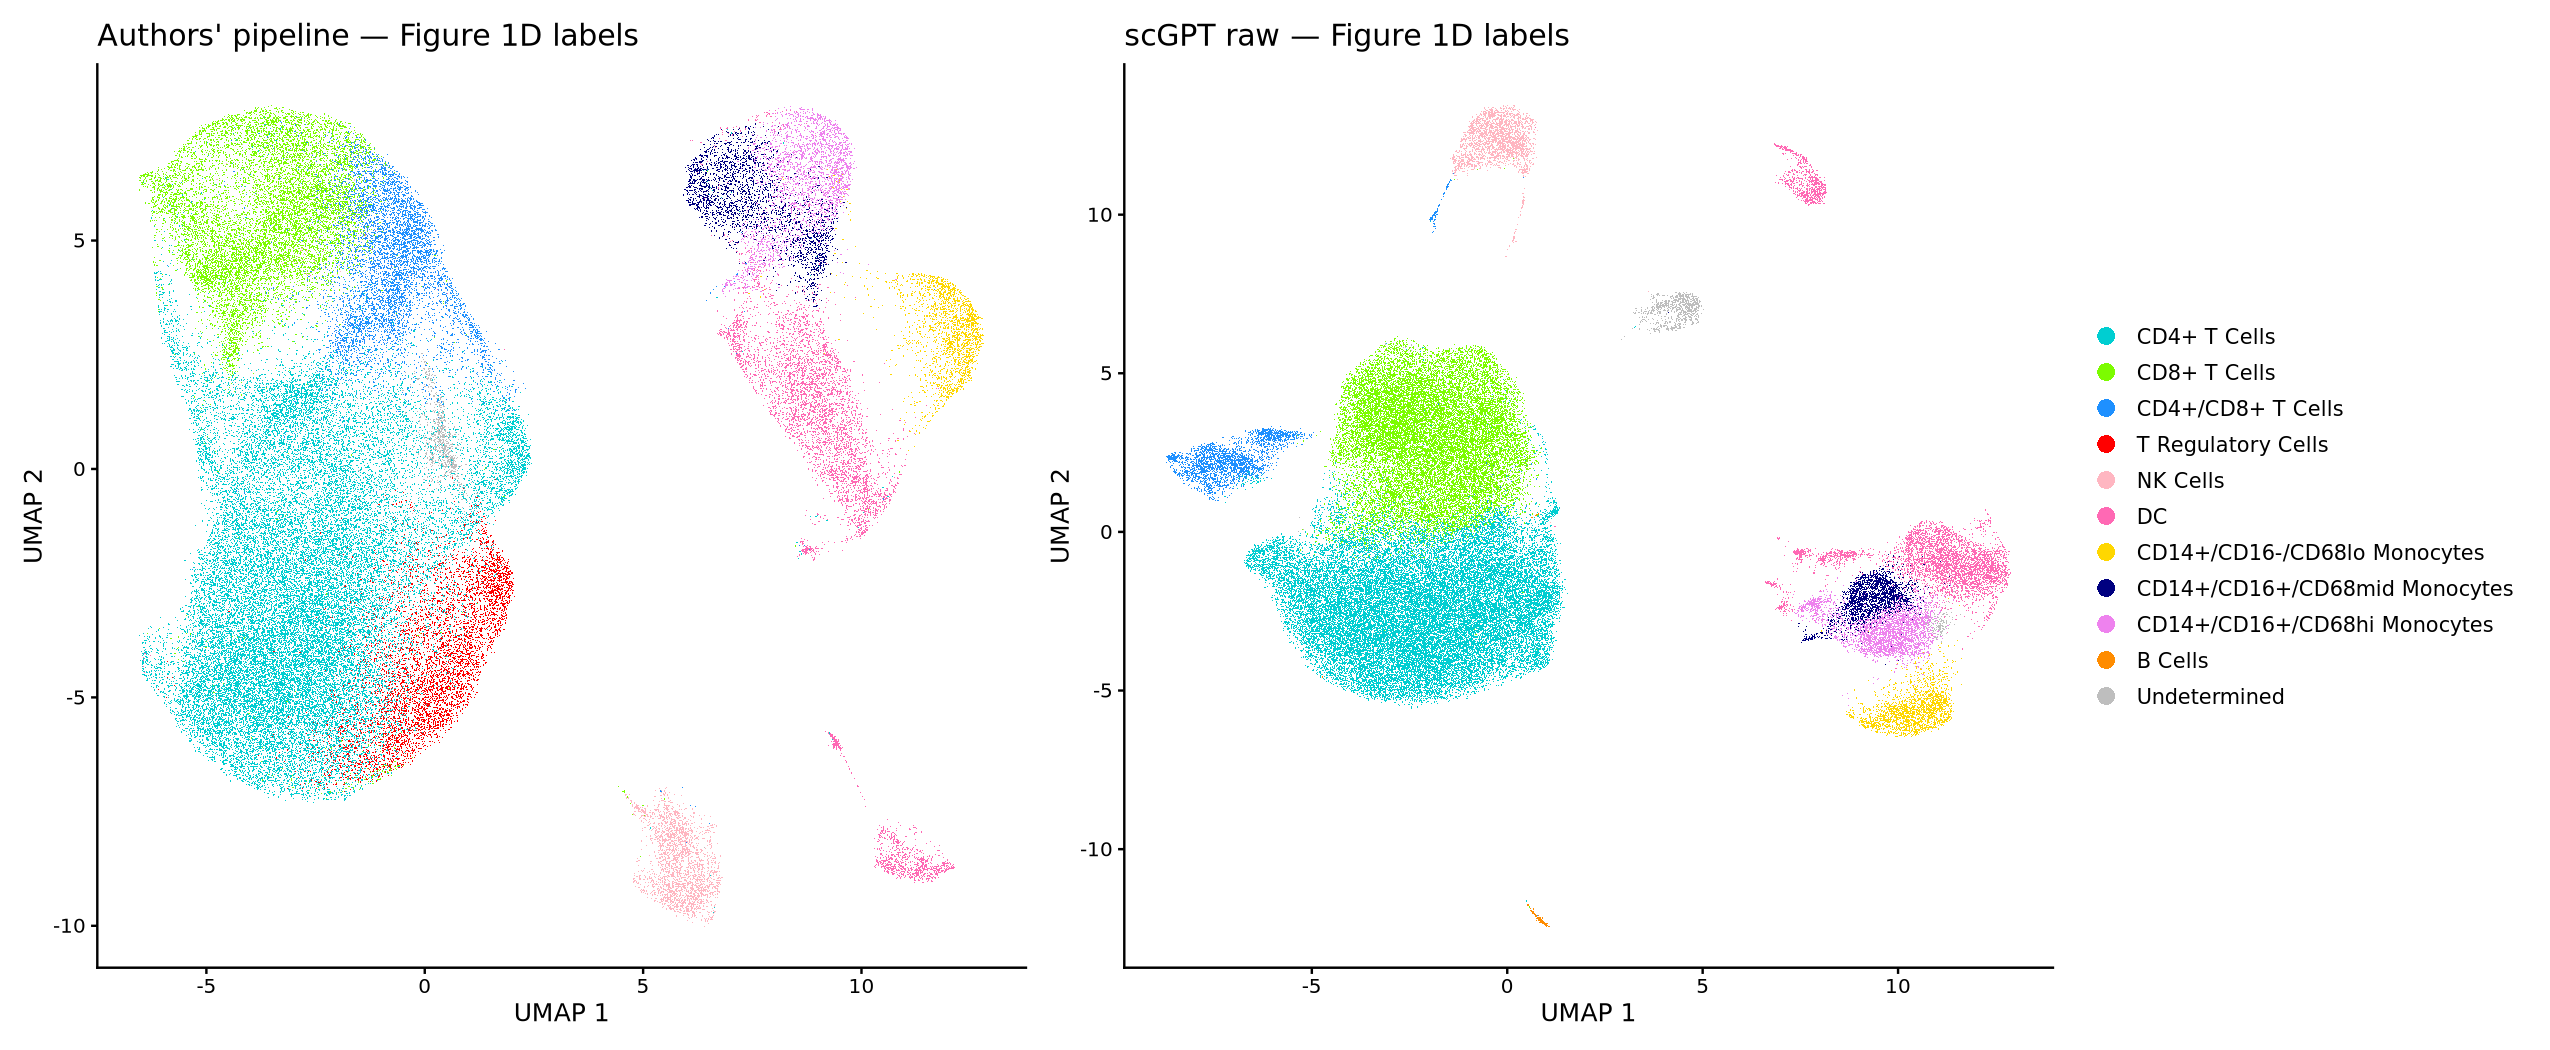 Authors' pipeline — Figure 1D labels
UMAP 2
5
0
-5
-10
-5
0
5
10
UMAP 1
scGPT raw — Figure 1D labels
UMAP 2
10
5
0
-5
-10
-5
0
5
10
UMAP 1
CD4+ T Cells
CD8+ T Cells
CD4+/CD8+ T Cells
T Regulatory Cells
NK Cells
DC
CD14+/CD16-/CD68lo Monocytes
CD14+/CD16+/CD68mid Monocytes
CD14+/CD16+/CD68hi Monocytes
B Cells
Undetermined